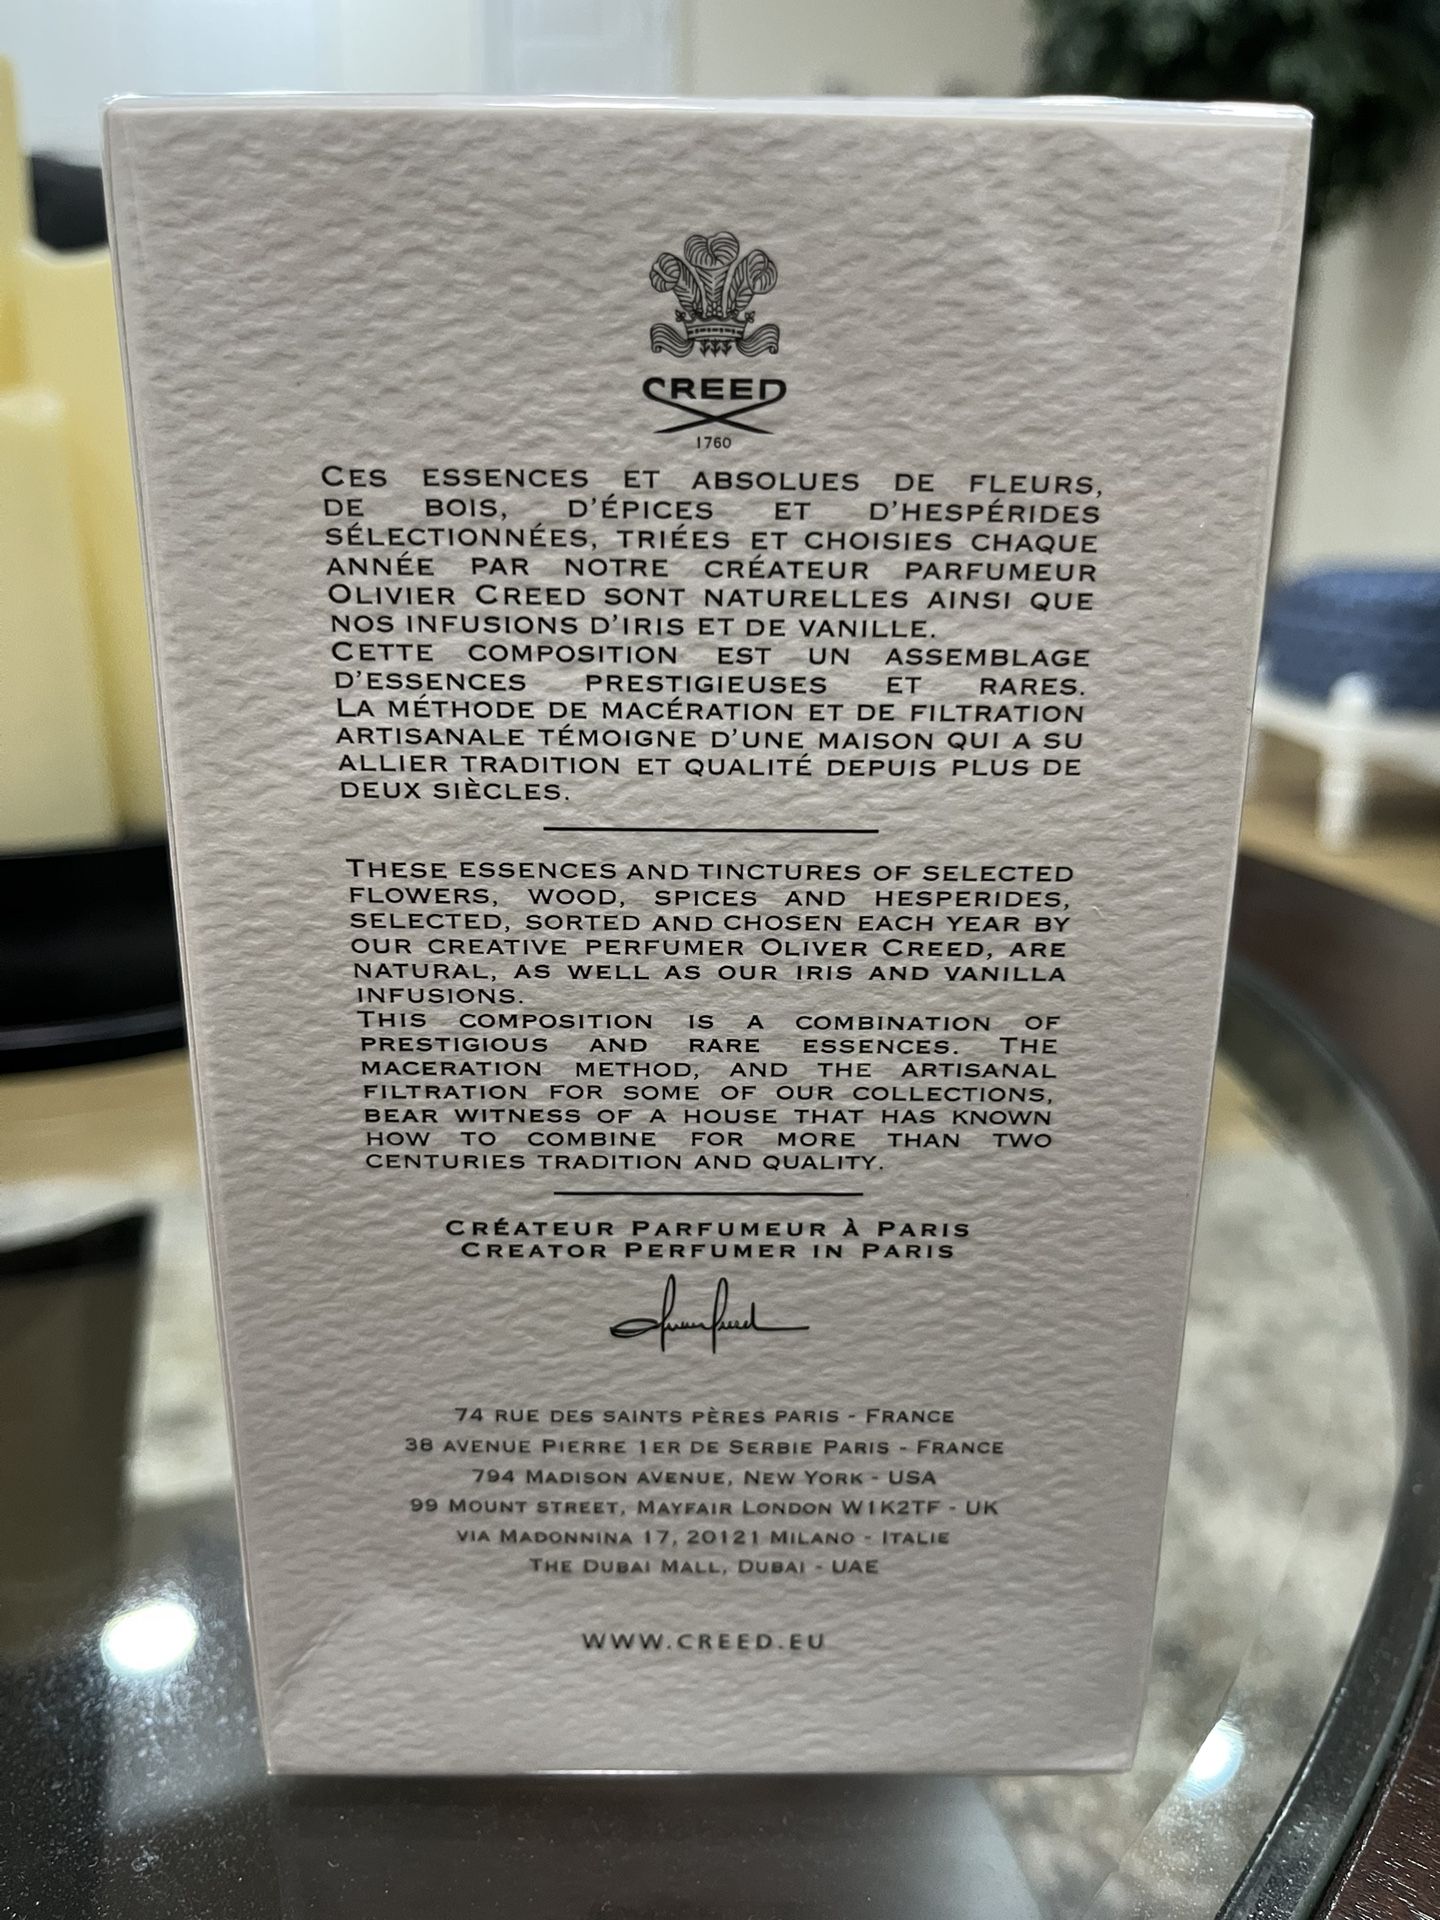 CREED
1760
CES ESSENCES ET ABSOLUES DE FLEURS,
DE BOIS, D'ÉPICES ET D'HESPÉRIDES
SÉLECTIONNÉES, TRIÉES ET CHOISIES CHAQUE
ANNÉE PAR NOTRE CRÉATEUR PARFUMEUR
OLIVIER CREED SONT NATURELLES AINSI QUE
NOS INFUSIONS D'IRIS ET DE VANILLE.
CETTE COMPOSITION EST UN ASSEMBLAGE
D'ESSENCES PRESTIGIEUSES ET RARES.
LA MÉTHODE DE MACÉRATION ET DE FILTRATION
ARTISANALE TÉMOIGNE D'UNE MAISON QUI A SU
ALLIER TRADITION ET QUALITÉ DEPUIS PLUS DE
DEUX SIÈCLES.
THESE ESSENCES AND TINCTURES OF SELECTED
FLOWERS, WOOD, SPICES AND HESPERIDES,
SELECTED, SORTED AND CHOSEN EACH YEAR BY
OUR CREATIVE PERFUMER OLIVER CREED, ARE
NATURAL, AS WELL AS OUR IRIS AND VANILLA
INFUSIONS.
THIS COMPOSITION IS A COMBINATION OF
PRESTIGIOUS AND RARE ESSENCES. THE
MACERATION METHOD, AND THE ARTISANAL
FILTRATION FOR SOME OF OUR COLLECTIONS,
BEAR WITNESS OF A HOUSE THAT HAS KNOWN
HOW TO COMBINE FOR MORE THAN TWO
CENTURIES TRADITION AND QUALITY.
CRÉATEUR PARFUMEUR À PARIS
CREATOR PERFUMER IN PARIS
74 RUE DES SAINTS PÈRES PARIS - FRANCE
38 AVENUE PIERRE 1ER DE SERBIE PARIS - FRANCE
794 MADISON AVENUE, NEW YORK - USA
99 MOUNT STREET, MAYFAIR LONDON W1K2TF - UK
VIA MADONNINA 17, 20121 MILANO - ITALIE
THE DUBAI MALL, DUBAI - UAE
WWW.CREED.EU